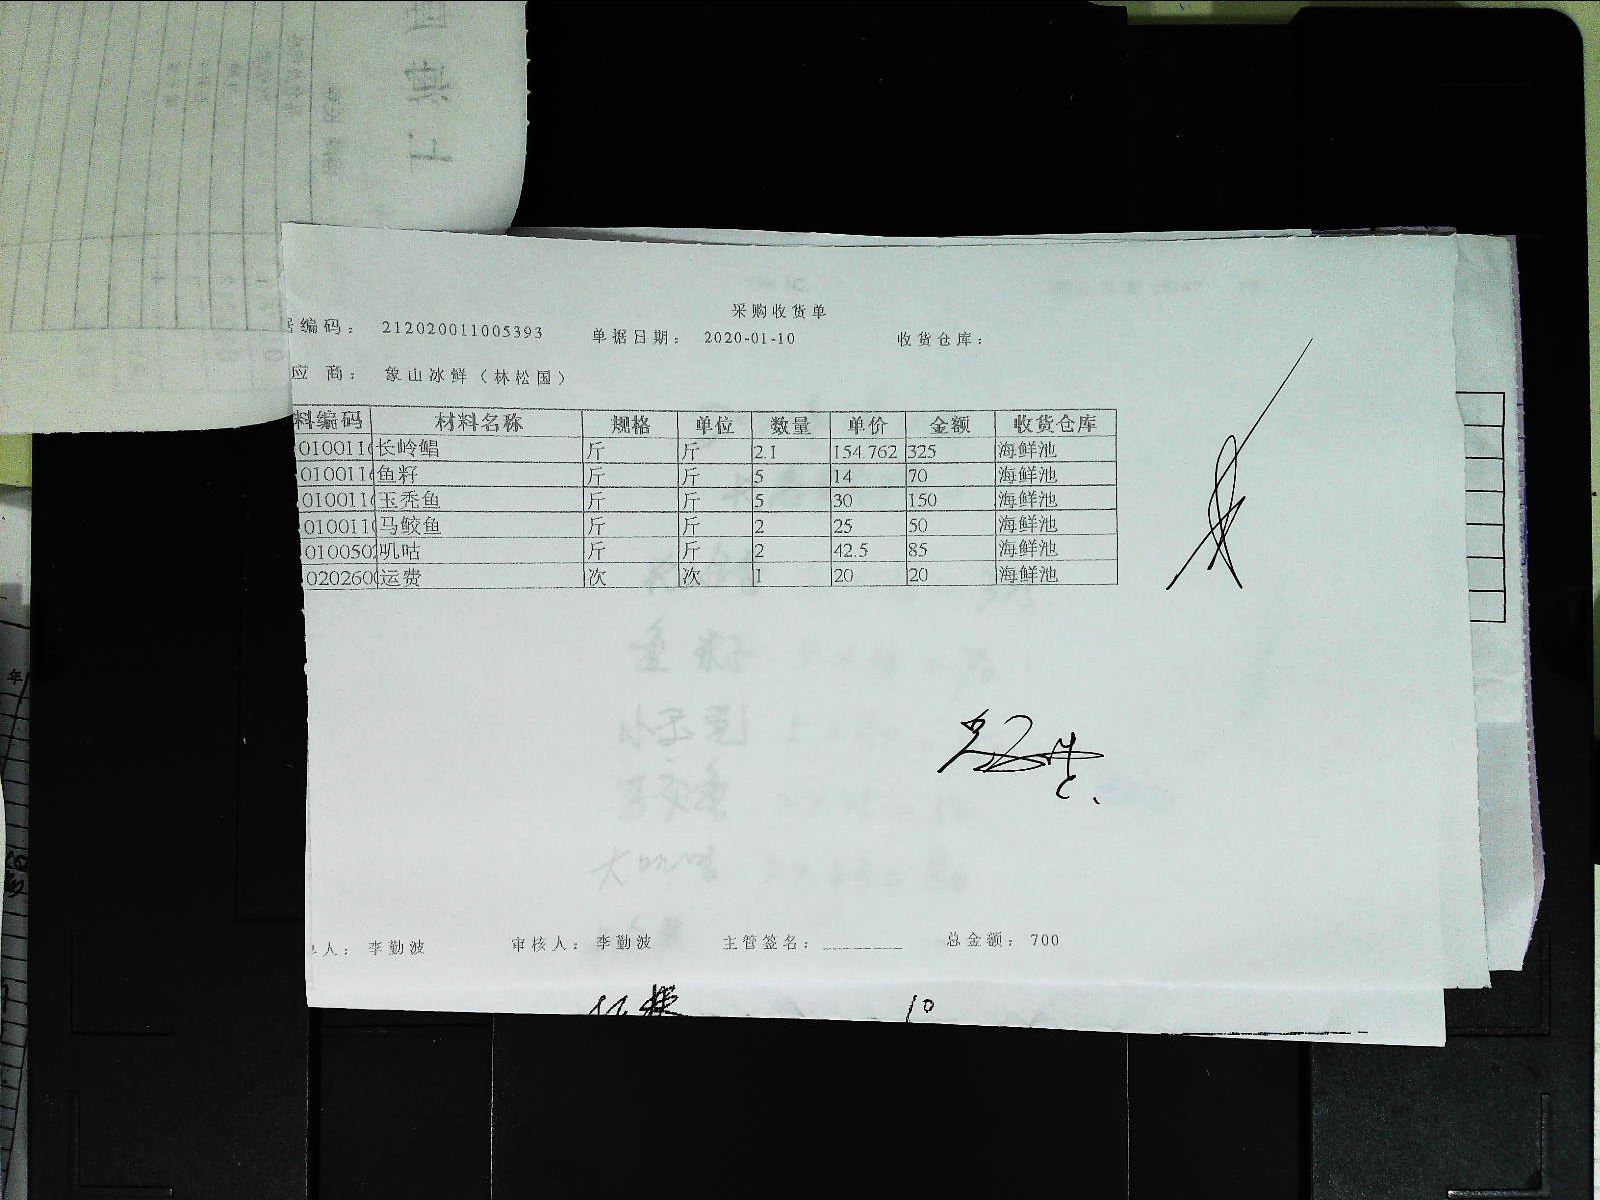 采购收货单
编码： 212020011005393 单据日期： 2020-01-10 收货仓库：
应 商： 象山冰鲜（林松国）
料编码 材料名称 规格 单位 数量 单价 金额 收货仓库
010011 长岭鲳 斤 斤 2.1 154.762 325 海鲜池
010011 鱼籽 斤 斤 5 14 70 海鲜池
010011 玉秃鱼 斤 斤 5 30 150 海鲜池
010011 马鲛鱼 斤 斤 2 25 50 海鲜池
010050 叽咕 斤 斤 2 42.5 85 海鲜池
020260 运费 次 次 1 20 20 海鲜池
人： 李勤波 审核人： 李勤波 主管签名： 总金额： 700
10